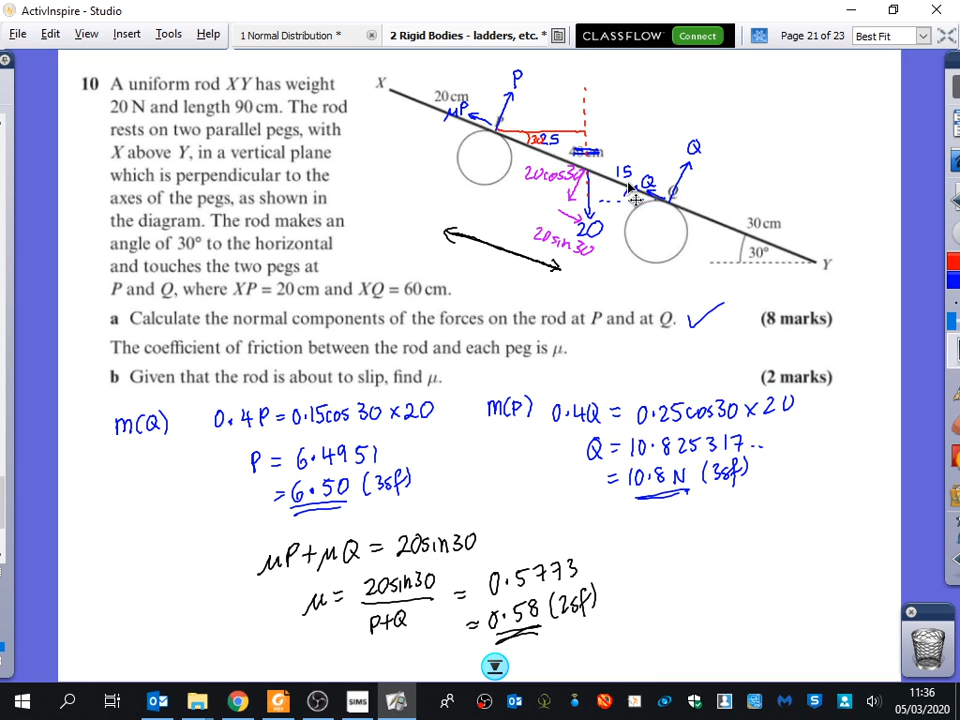 ActivInspire
File Edit View Insert Tools Help
1 Normal Distribution *
2 Rigid Bodies - ladders, etc. *
CLASSFLOW Connect
Page 21 of 23
Best Fit
10 A uniform rod XY has weight
20 N and length 90 cm. The rod
rests on two parallel pegs, with
X above Y, in a vertical plane
which is perpendicular to the
axes of the pegs, as shown in
the diagram. The rod makes an
angle of 30° to the horizontal
and touches the two pegs at
P and Q, where XP = 20 cm and XQ = 60 cm.
X
20 cm
P
μP
P
30
25
20cos30
15
Q
Q
μQ
20
20sin30
30 cm
30°
Y
a Calculate the normal components of the forces on the rod at P and at Q. ✓ (8 marks)
The coefficient of friction between the rod and each peg is μ.
b Given that the rod is about to slip, find μ. (2 marks)
m(Q) 0.4P = 0.15cos30 × 20
P = 6.4951
= 6.50 (3sf)
m(P) 0.4Q = 0.25cos30 × 20
Q = 10.825317..
= 10.8 N (3sf)
μP + μQ = 20sin30
μ = 20sin30 / P+Q = 0.5773
= 0.58 (2sf)
SIMS
11:36
05/03/2020